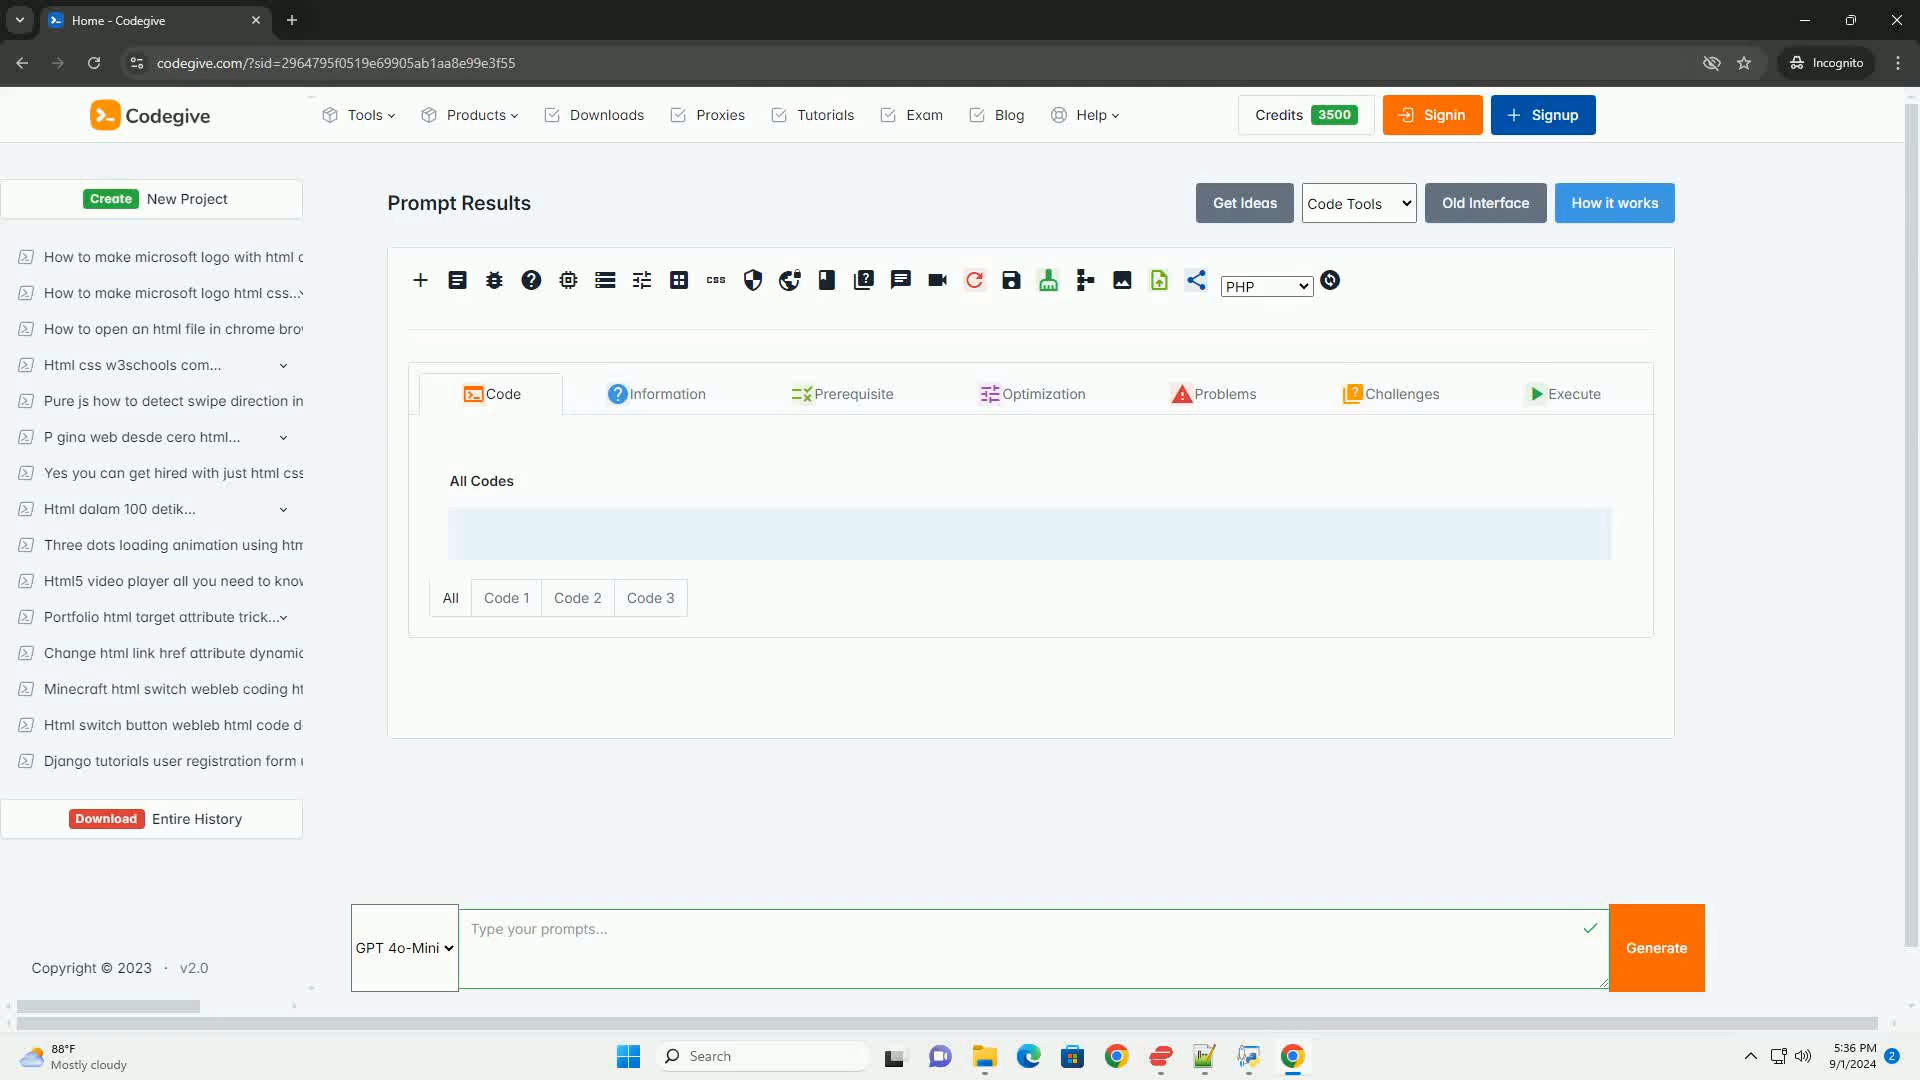 Home - Codegive
codegive.com/?sid=2964795f0519e69905ab1aa8e99e3f55
Incognito
Codegive
Tools
Products
Downloads
Proxies
Tutorials
Exam
Blog
Help
Credits 3500
Signin
Signup
Create New Project
How to make microsoft logo with html c
How to make microsoft logo html css...
How to open an html file in chrome brow
Html css w3schools com...
Pure js how to detect swipe direction in
P gina web desde cero html...
Yes you can get hired with just html css
Html dalam 100 detik...
Three dots loading animation using htm
Html5 video player all you need to know
Portfolio html target attribute trick...
Change html link href attribute dynamic
Minecraft html switch webleb coding ht
Html switch button webleb html code d
Django tutorials user registration form u
Download Entire History
Copyright © 2023 · v2.0
Prompt Results
Get Ideas
Code Tools
Old Interface
How it works
css
PHP
Code
Information
Prerequisite
Optimization
Problems
Challenges
Execute
All Codes
All
Code 1
Code 2
Code 3
GPT 4o-Mini
Type your prompts...
Generate
88°F
Mostly cloudy
Search
5:36 PM
9/1/2024
2